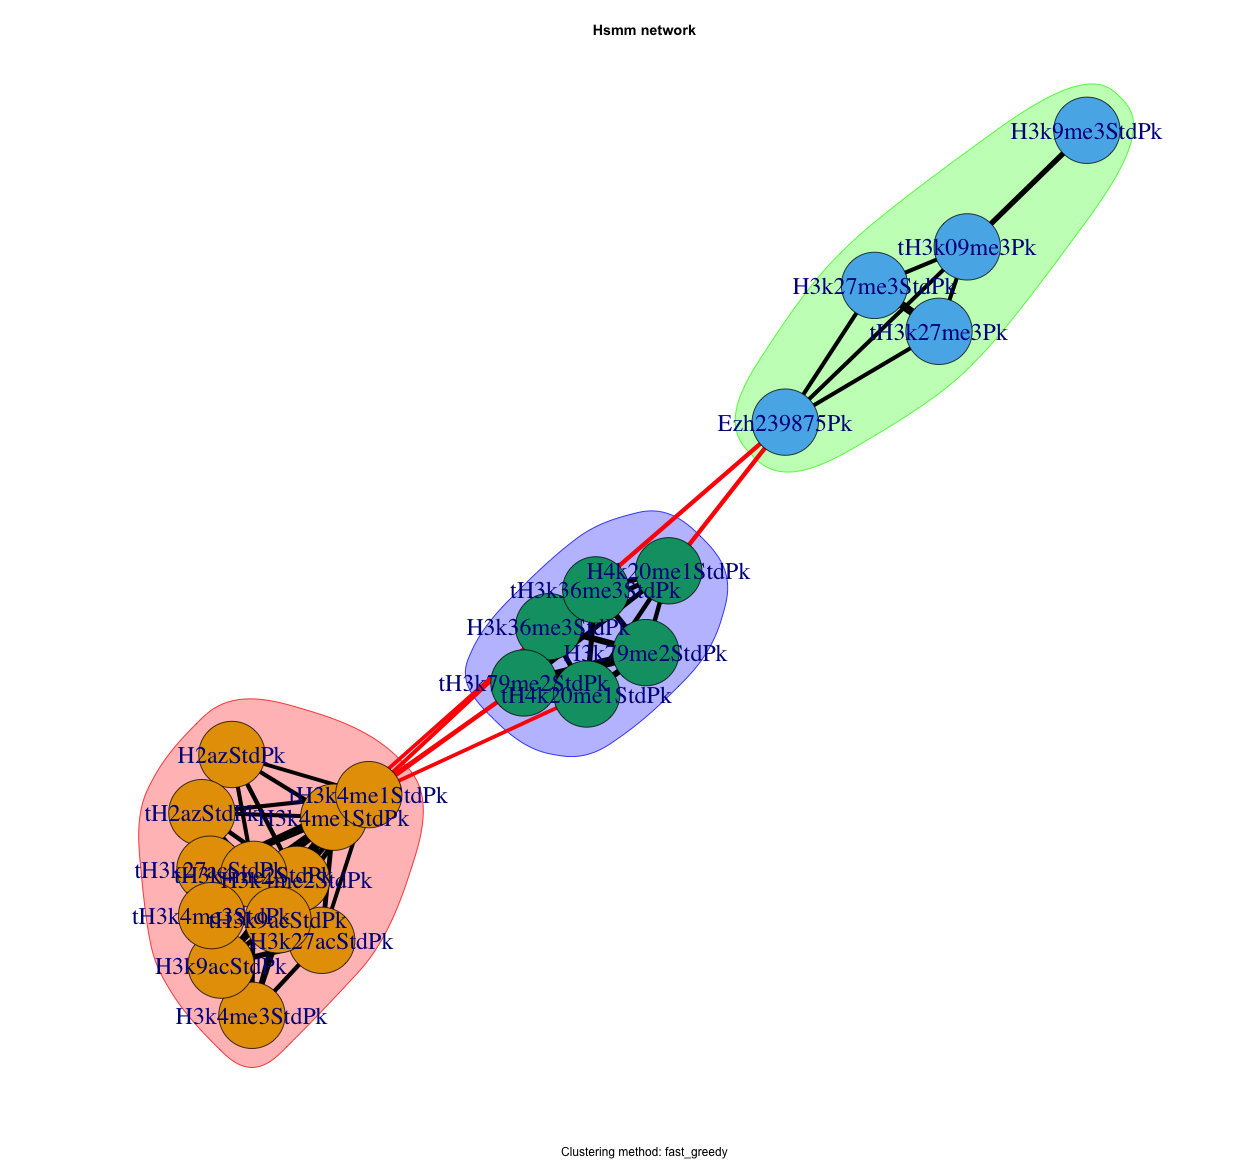 Hsmm network
H3k9me3StdPk
tH3k09me3Pk
H3k27me3StdPk
tH3k27me3Pk
Ezh239875Pk
H4k20me1StdPk
tH3k36me3StdPk
H3k36me3StdPk
H3k79me2StdPk
tH3k79me2StdPk
tH4k20me1StdPk
H2azStdPk
tH3k4me1StdPk
tH2azStdPk
H3k4me1StdPk
tH3k27acStdPk
tH3k4me2StdPk
H3k4me2StdPk
tH3k4me3StdPk
tH3k9acStdPk
H3k27acStdPk
H3k9acStdPk
H3k4me3StdPk
Clustering method: fast_greedy